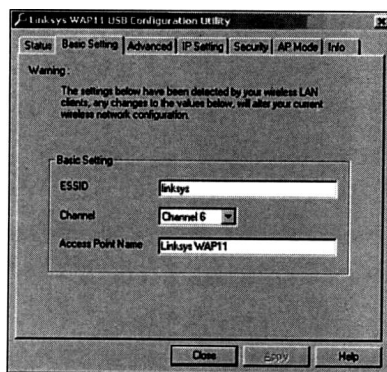 Linksys WAP11 USB Configuration Utility
Status Basic Setting Advanced IP Setting Security AP Mode Info
Warning :
The settings below have been detected by your wireless LAN
clients, any changes to the values below, will alter your current
wireless network configuration.
Basic Setting
ESSID linksys
Channel Channel 6
Access Point Name Linksys WAP11
Close Apply Help